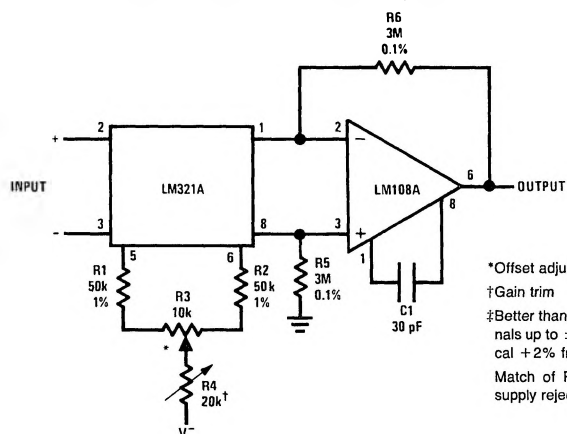 R6
3M
0.1%
+
2
1
2
−
6
OUTPUT
INPUT
LM321A
LM108A
8
-
3
8
3
+
5
6
1
R1
50k
1%
R2
50k
1%
R3
10k
*
R5
3M
0.1%
C1
30 pF
R4
20k†
V−
*Offset adju
†Gain trim
‡Better than
nals up to ±
cal +2% fr
Match of F
supply rejec